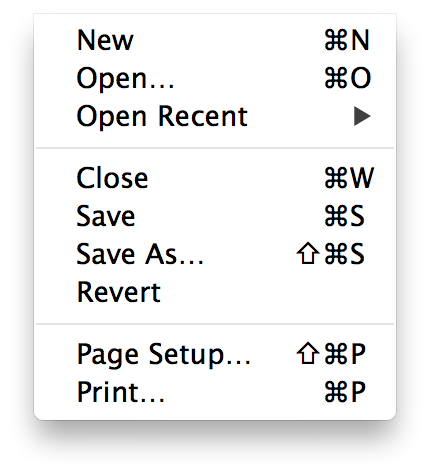 New ⌘N
Open… ⌘O
Open Recent ▶
Close ⌘W
Save ⌘S
Save As… ⇧⌘S
Revert
Page Setup… ⇧⌘P
Print… ⌘P